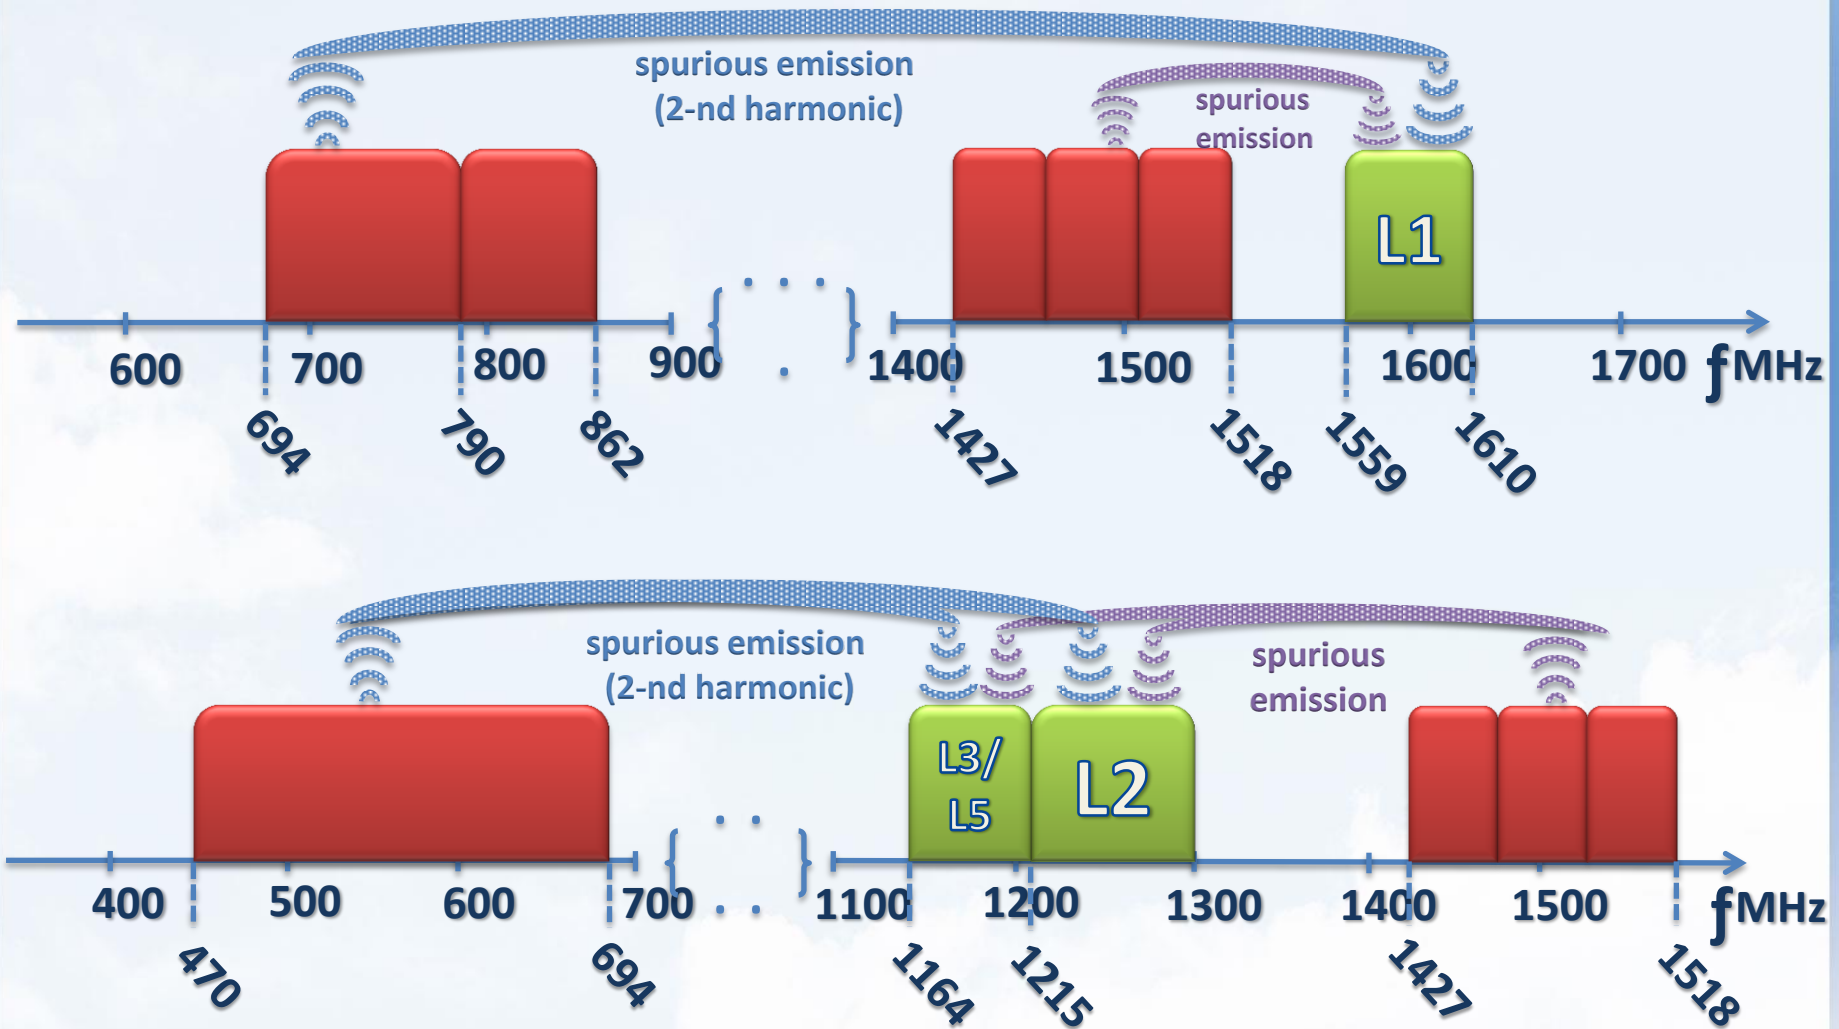 spurious emission
(2-nd harmonic)
spurious
emission
L1
600 700 800 900 1400 1500 1600 1700 ƒ MHz
694 790 862 1427 1518 1559 1610
spurious emission
(2-nd harmonic)
spurious
emission
L3/
L5
L2
400 500 600 700 1100 1200 1300 1400 1500 ƒ MHz
470 694 1164 1215 1427 1518